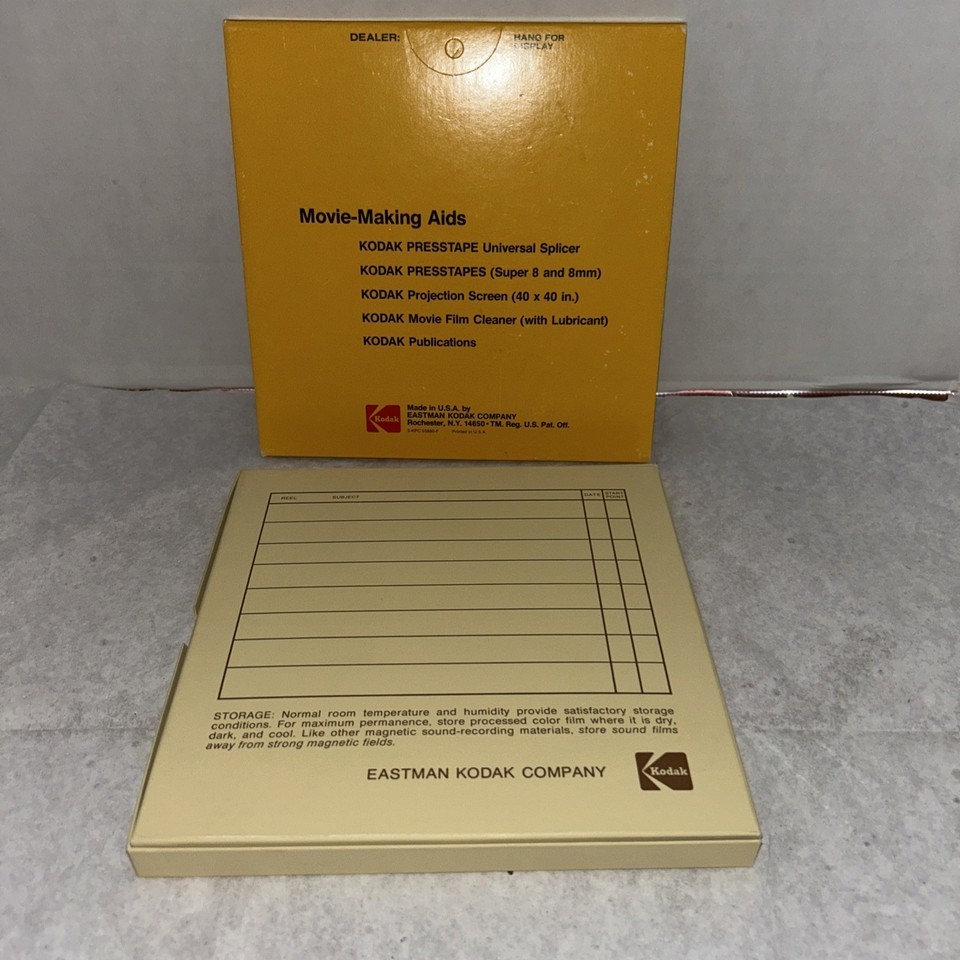 DEALER:
HANG FOR
DISPLAY
Movie-Making Aids
KODAK PRESSTAPE Universal Splicer
KODAK PRESSTAPES (Super 8 and 8mm)
KODAK Projection Screen (40 x 40 in.)
KODAK Movie Film Cleaner (with Lubricant)
KODAK Publications
Kodak
Made in U.S.A. by
EASTMAN KODAK COMPANY
Rochester, N.Y. 14650 • TM. Reg. U.S. Pat. Off.
Printed in U.S.A.
REEL SUBJECT DATE START
POINT
STORAGE: Normal room temperature and humidity provide satisfactory storage
conditions. For maximum permanence, store processed color film where it is dry,
dark, and cool. Like other magnetic sound-recording materials, store sound films
away from strong magnetic fields.
EASTMAN KODAK COMPANY
Kodak